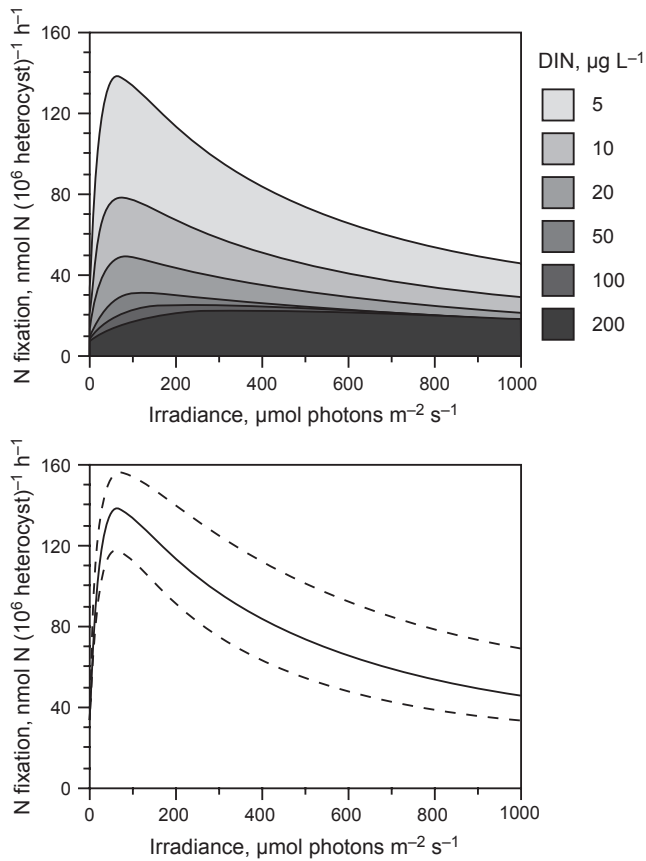 160
120
80
40
0
N fixation, nmol N (10⁶ heterocyst)⁻¹ h⁻¹
0 200 400 600 800 1000
Irradiance, µmol photons m⁻² s⁻¹
DIN, µg L⁻¹
5
10
20
50
100
200
160
120
80
40
0
N fixation, nmol N (10⁶ heterocyst)⁻¹ h⁻¹
0 200 400 600 800 1000
Irradiance, µmol photons m⁻² s⁻¹